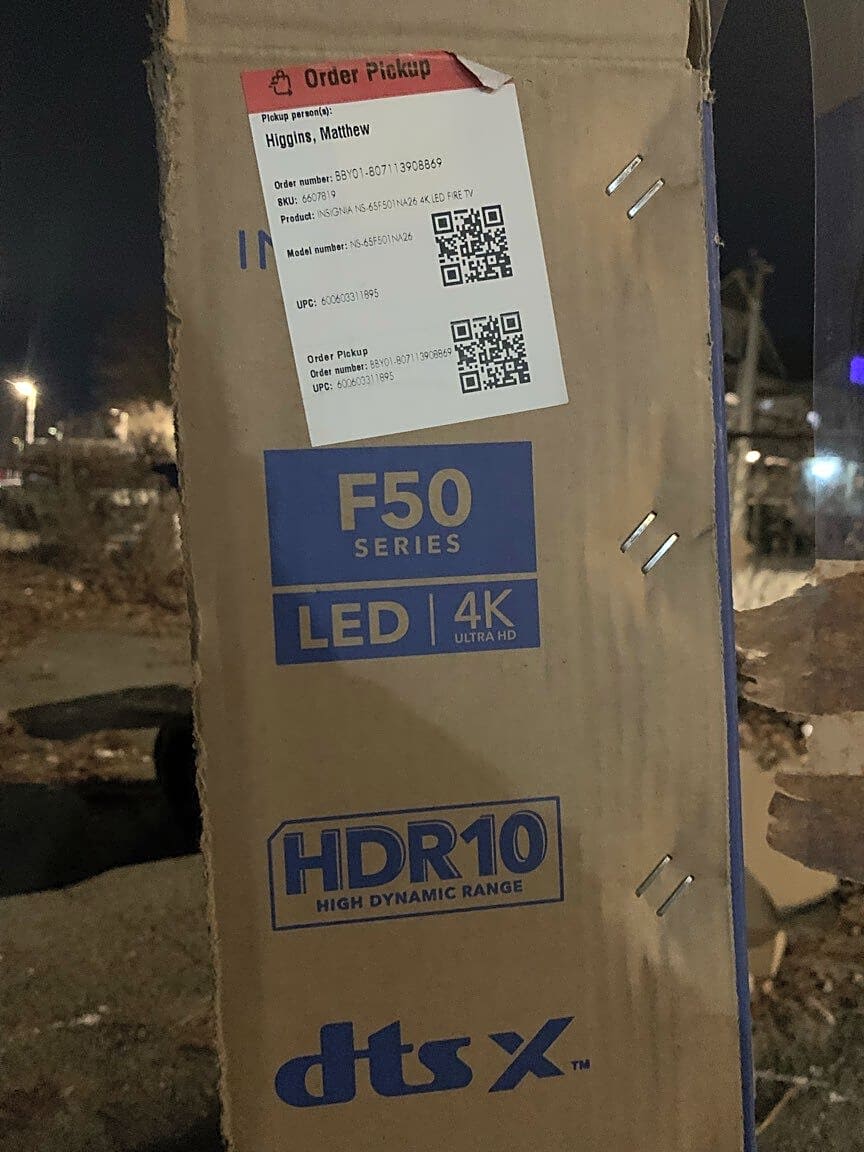 Order Pickup
Pickup person(s):
Higgins, Matthew
Order number: BBY01-807113908869
SKU: 6607819
Product: INSIGNIA NS-65F501NA26 4K LED FIRE TV
Model number: NS-65F501NA26
UPC: 600603311895
Order Pickup
Order number: BBY01-807113908869
UPC: 600603311895
IN
F50
SERIES
LED | 4K
ULTRA HD
HDR10
HIGH DYNAMIC RANGE
dts X™